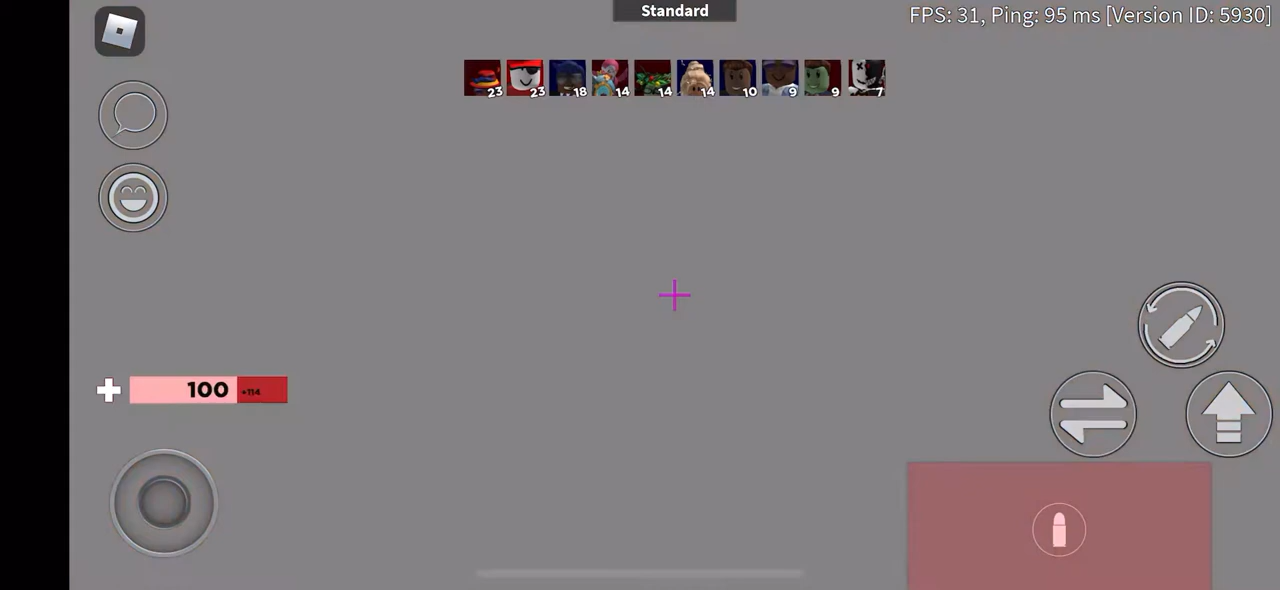 Standard
FPS: 31, Ping: 95 ms [Version ID: 5930]
23 23 18 14 14 14 10 9 9 7
100 +114